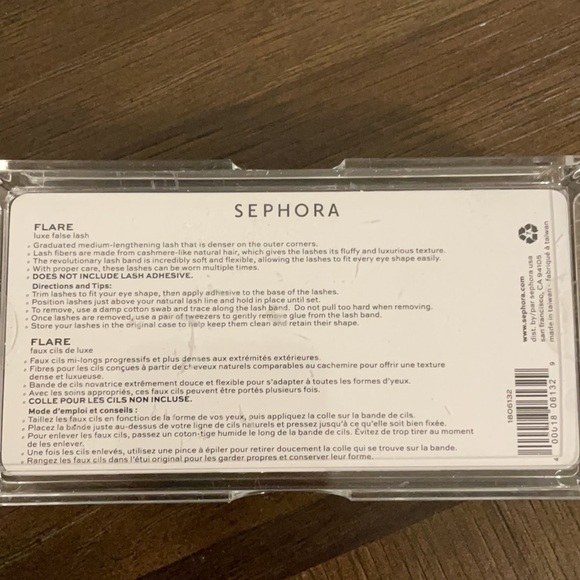 SEPHORA
FLARE
luxe false lash
• Graduated medium-lengthening lash that is denser on the outer corners.
• Lash fibers are made from cashmere-like natural hair, which gives the lashes its fluffy and luxurious texture.
• The revolutionary lash band is incredibly soft and flexible, allowing the lashes to fit every eye shape easily.
• With proper care, these lashes can be worn multiple times.
• DOES NOT INCLUDE LASH ADHESIVE.
Directions and Tips:
• Trim lashes to fit your eye shape, then apply adhesive to the base of the lashes.
• Position lashes just above your natural lash line and hold in place until set.
• To remove, use a damp cotton swab and trace along the lash band. Do not pull too hard when removing.
• Once lashes are removed, use a pair of tweezers to gently remove glue from the lash band.
• Store your lashes in the original case to help keep them clean and retain their shape.
FLARE
faux cils de luxe
• Faux cils mi-longs progressifs et plus denses aux extrémités extérieures.
• Fibres pour les cils conçues à partir de cheveux naturels comparables au cachemire pour offrir une texture
dense et luxueuse.
• Bande de cils novatrice extrêmement douce et flexible pour s'adapter à toutes les formes d'yeux.
• Avec les soins appropriés, ces faux cils peuvent être portés plusieurs fois.
• COLLE POUR LES CILS NON INCLUSE.
Mode d'emploi et conseils :
• Taillez les faux cils en fonction de la forme de vos yeux, puis appliquez la colle sur la bande de cils.
• Placez la bande juste au-dessus de votre ligne de cils naturels et pressez jusqu'à ce qu'elle soit bien fixée.
• Pour enlever les faux cils, passez un coton-tige humide le long de la bande de cils. Évitez de trop tirer au moment
de les enlever.
• Une fois les cils enlevés, utilisez une pince à épiler pour retirer doucement la colle qui se trouve sur la bande.
• Rangez les faux cils dans l'étui original pour les garder propres et conserver leur forme.
www.sephora.com
dist. by/par sephora usa
san francisco, CA 94105
made in taiwan · fabriqué à taiwan
1806132
4 00018 06132 9